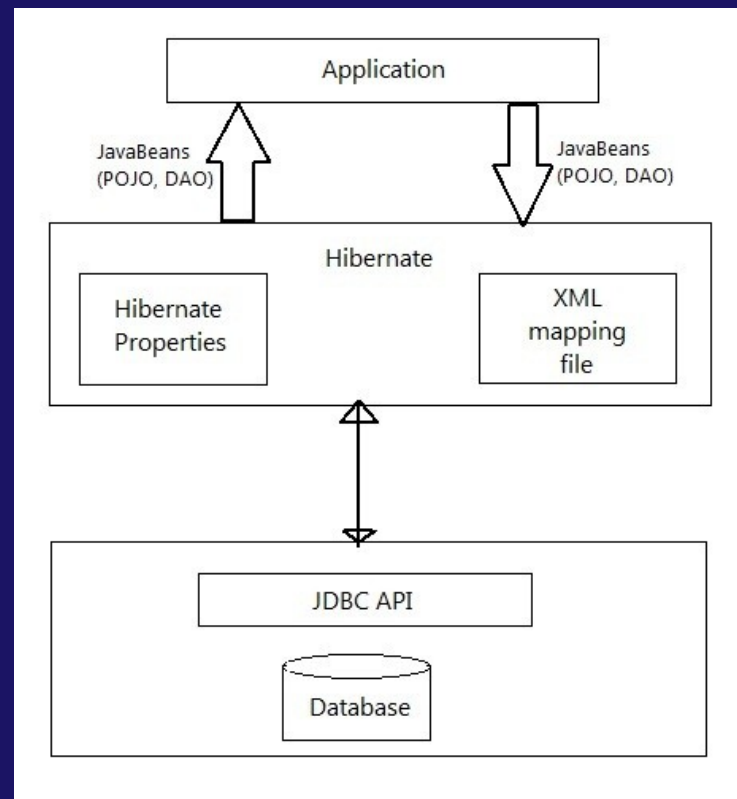 Application
JavaBeans
(POJO, DAO)
JavaBeans
(POJO, DAO)
Hibernate
Hibernate
Properties
XML
mapping
file
JDBC API
Database